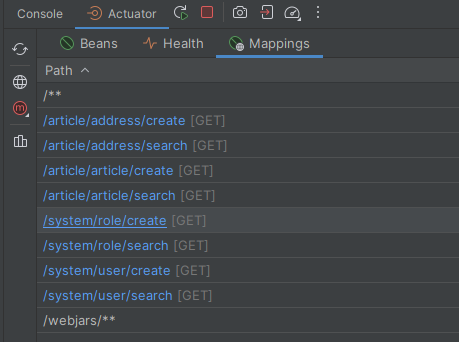 Console Actuator
Beans Health Mappings
Path
/**
/article/address/create [GET]
/article/address/search [GET]
/article/article/create [GET]
/article/article/search [GET]
/system/role/create [GET]
/system/role/search [GET]
/system/user/create [GET]
/system/user/search [GET]
/webjars/**